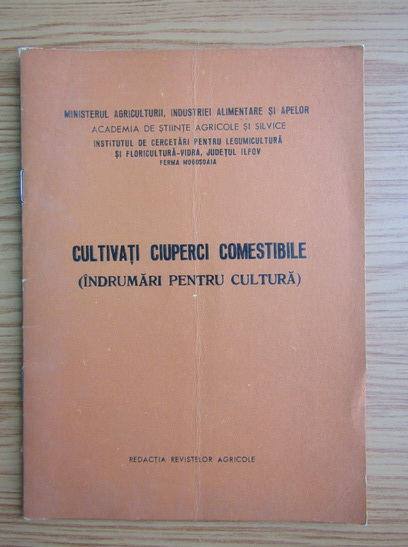 MINISTERUL AGRICULTURII, INDUSTRIEI ALIMENTARE ȘI APELOR
ACADEMIA DE ȘTIINȚE AGRICOLE ȘI SILVICE
INSTITUTUL DE CERCETĂRI PENTRU LEGUMICULTURĂ
ȘI FLORICULTURĂ-VIDRA, JUDEȚUL ILFOV
FERMA MOGOȘOAIA
CULTIVAȚI CIUPERCI COMESTIBILE
(ÎNDRUMĂRI PENTRU CULTURĂ)
REDACȚIA REVISTELOR AGRICOLE